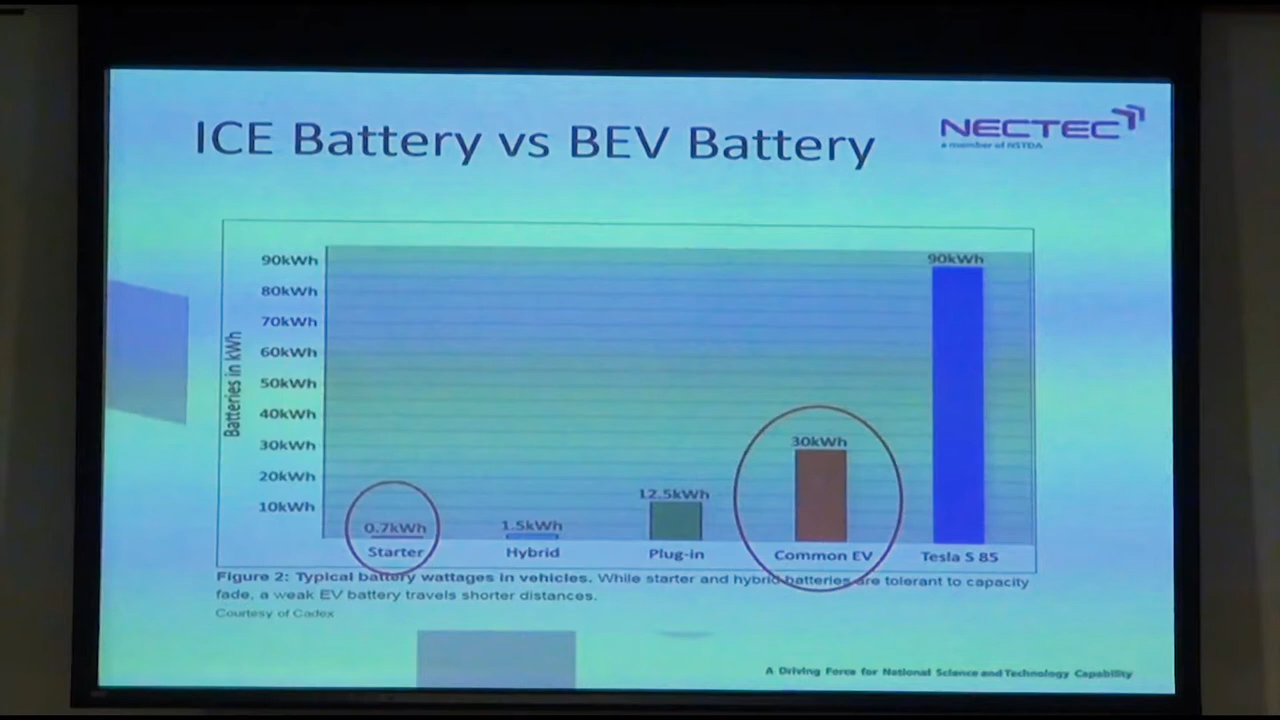 ICE Battery vs BEV Battery
NECTEC
a member of NSTDA
Batteries in kWh
90kWh
80kWh
70kWh
60kWh
50kWh
40kWh
30kWh
20kWh
10kWh
0.7kWh
1.5kWh
12.5kWh
30kWh
90kWh
Starter
Hybrid
Plug-in
Common EV
Tesla S 85
Figure 2: Typical battery wattages in vehicles. While starter and hybrid batteries are tolerant to capacity
fade, a weak EV battery travels shorter distances.
Courtesy of Cadex
A Driving Force for National Science and Technology Capability